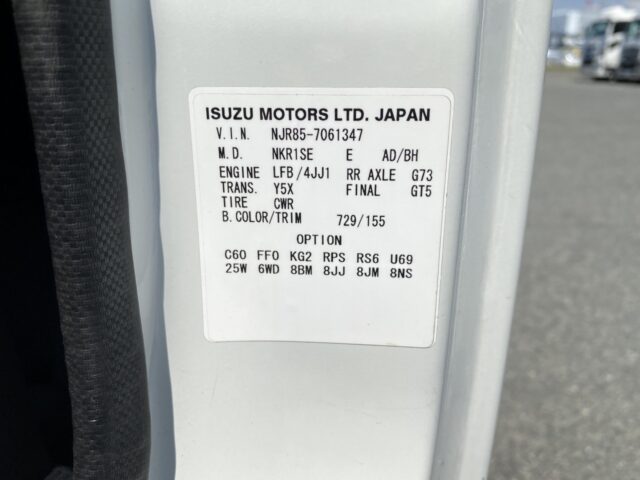 ISUZU MOTORS LTD. JAPAN
V.I.N. NJR85-7061347
M.D. NKR1SE E AD/BH
ENGINE LFB/4JJ1 RR AXLE G73
TRANS. Y5X FINAL GT5
TIRE CWR
B.COLOR/TRIM 729/155
OPTION
C60 FF0 KG2 RPS RS6 U69
25W 6WD 8BM 8JJ 8JM 8NS